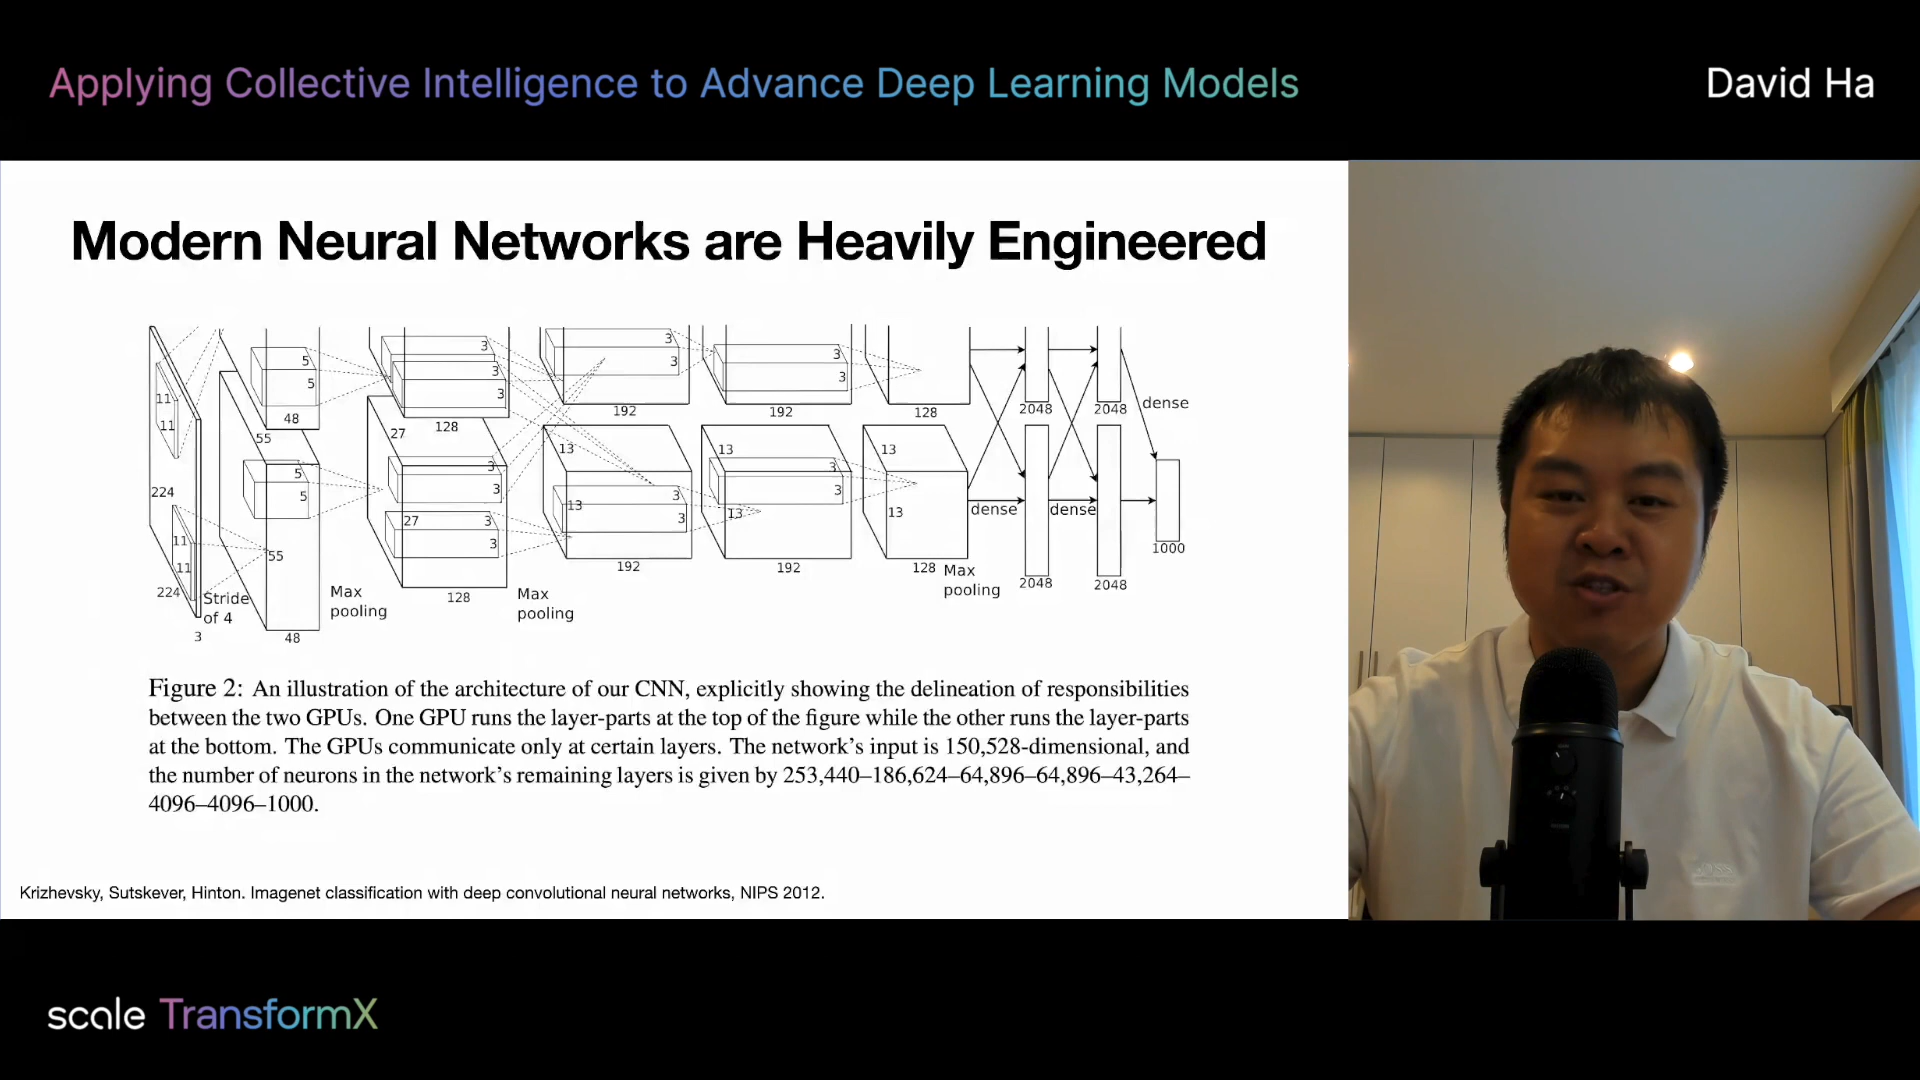 Applying Collective Intelligence to Advance Deep Learning Models
David Ha
Modern Neural Networks are Heavily Engineered
11
11
224
11
11
224
3
Stride
of 4
5
5
48
55
5
5
55
48
Max
pooling
3
3
3
128
27
3
3
27
3
3
128
Max
pooling
3
3
192
13
13
3
3
192
3
3
192
13
3
3
13
192
128
13
13
128
Max
pooling
dense
dense
dense
2048
2048
2048
2048
1000
Figure 2: An illustration of the architecture of our CNN, explicitly showing the delineation of responsibilities
between the two GPUs. One GPU runs the layer-parts at the top of the figure while the other runs the layer-parts
at the bottom. The GPUs communicate only at certain layers. The network's input is 150,528-dimensional, and
the number of neurons in the network's remaining layers is given by 253,440–186,624–64,896–64,896–43,264–
4096–4096–1000.
Krizhevsky, Sutskever, Hinton. Imagenet classification with deep convolutional neural networks, NIPS 2012.
scale TransformX